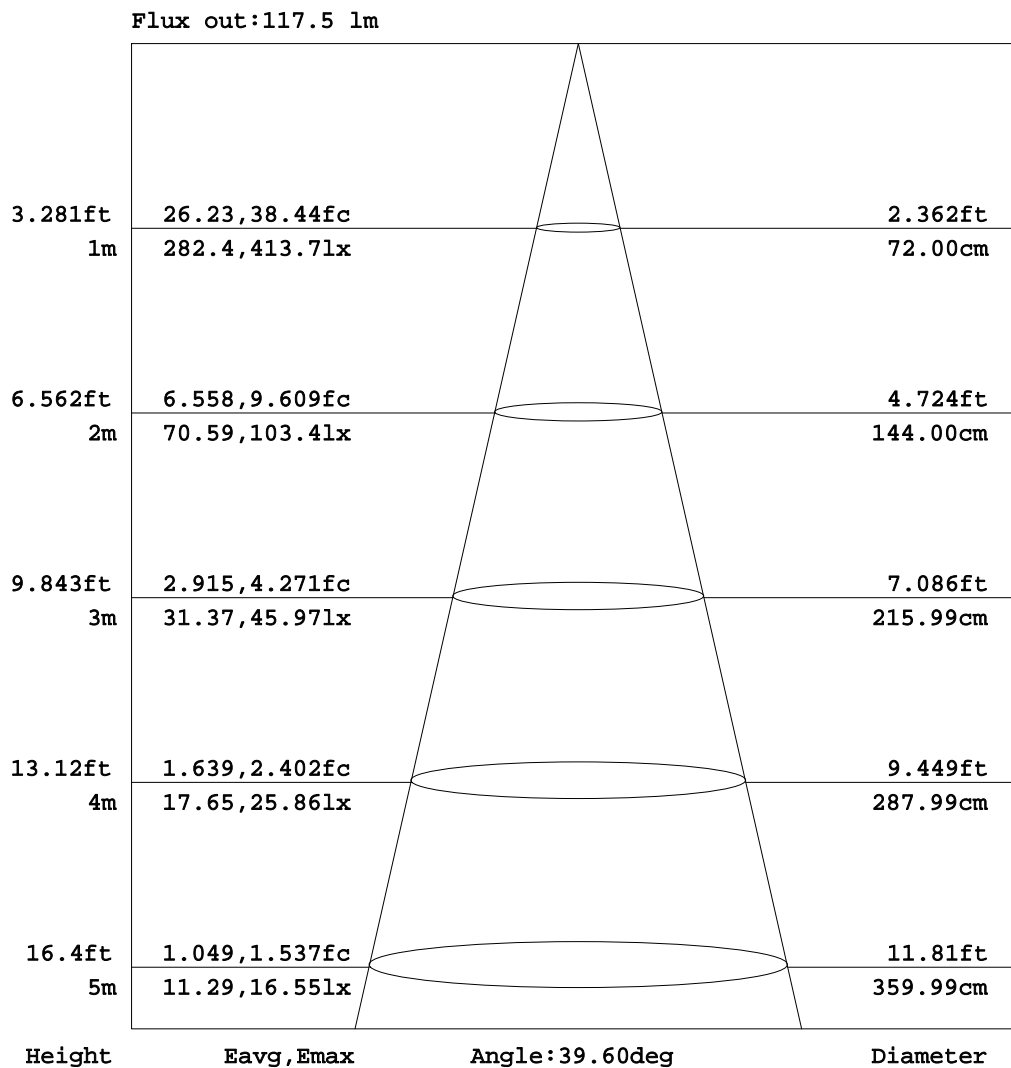 Flux out:117.5 lm
3.281ft 26.23,38.44fc 2.362ft
1m 282.4,413.7lx 72.00cm
6.562ft 6.558,9.609fc 4.724ft
2m 70.59,103.4lx 144.00cm
9.843ft 2.915,4.271fc 7.086ft
3m 31.37,45.97lx 215.99cm
13.12ft 1.639,2.402fc 9.449ft
4m 17.65,25.86lx 287.99cm
16.4ft 1.049,1.537fc 11.81ft
5m 11.29,16.55lx 359.99cm
Height Eavg,Emax Angle:39.60deg Diameter